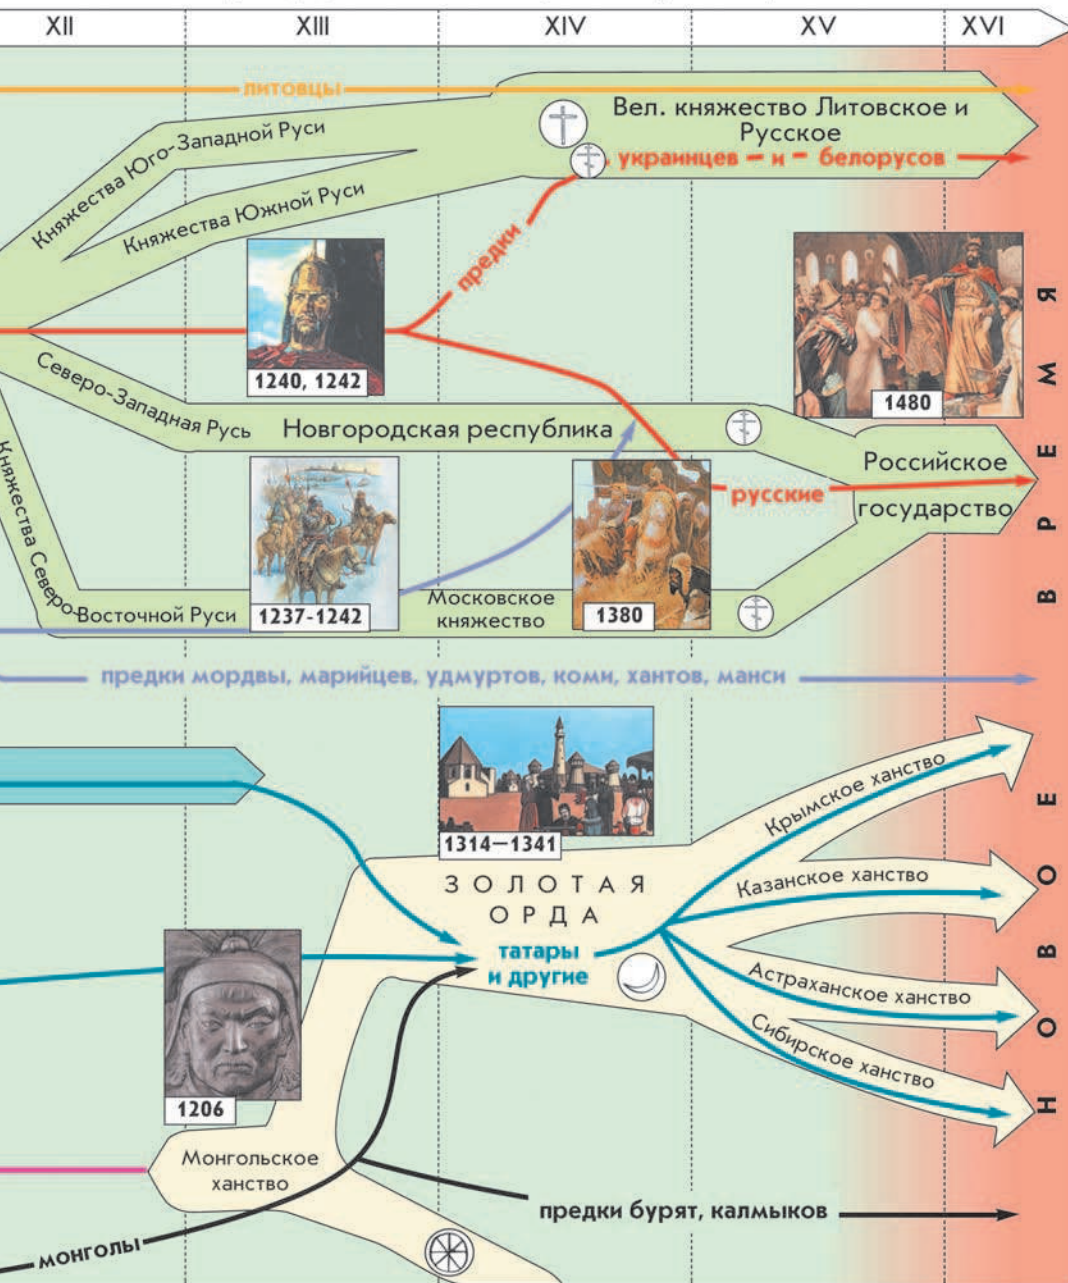 XII
XIII
XIV
XV
XVI
литовцы
Вел. княжество Литовское и
Русское
украинцев – и – белорусов
Княжества Юго-Западной Руси
Княжества Южной Руси
предки
1240, 1242
1480
Северо-Западная Русь
Новгородская республика
Российское
государство
русские
Княжества Северо-
Восточной Руси
1237-1242
Московское
княжество
1380
предки мордвы, марийцев, удмуртов, коми, хантов, манси
1314—1341
ЗОЛОТАЯ
ОРДА
татары
и другие
Крымское ханство
Казанское ханство
Астраханское ханство
Сибирское ханство
1206
Монгольское
ханство
монголы
предки бурят, калмыков
НОВОЕ ВРЕМЯ